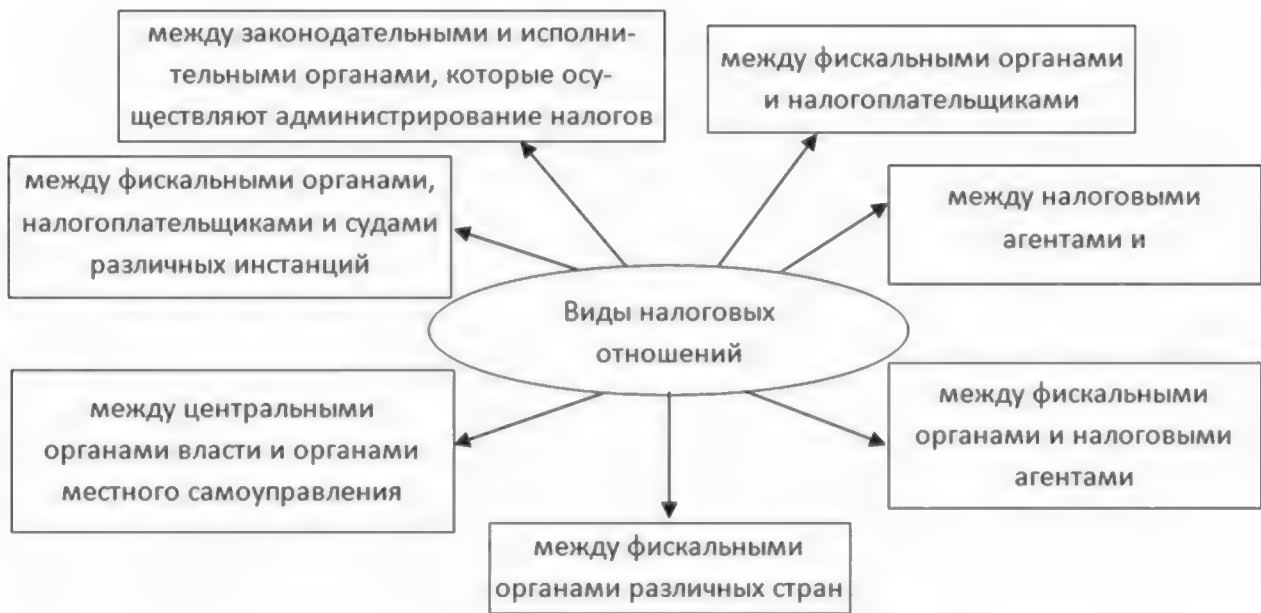 между законодательными и исполни-
тельными органами, которые осу-
ществляют администрирование налогов
между фискальными органами
и налогоплательщиками
между фискальными органами,
налогоплательщиками и судами
различных инстанций
между налоговыми
агентами и
Виды налоговых
отношений
между центральными
органами власти и органами
местного самоуправления
между фискальными
органами и налоговыми
агентами
между фискальными
органами различных стран